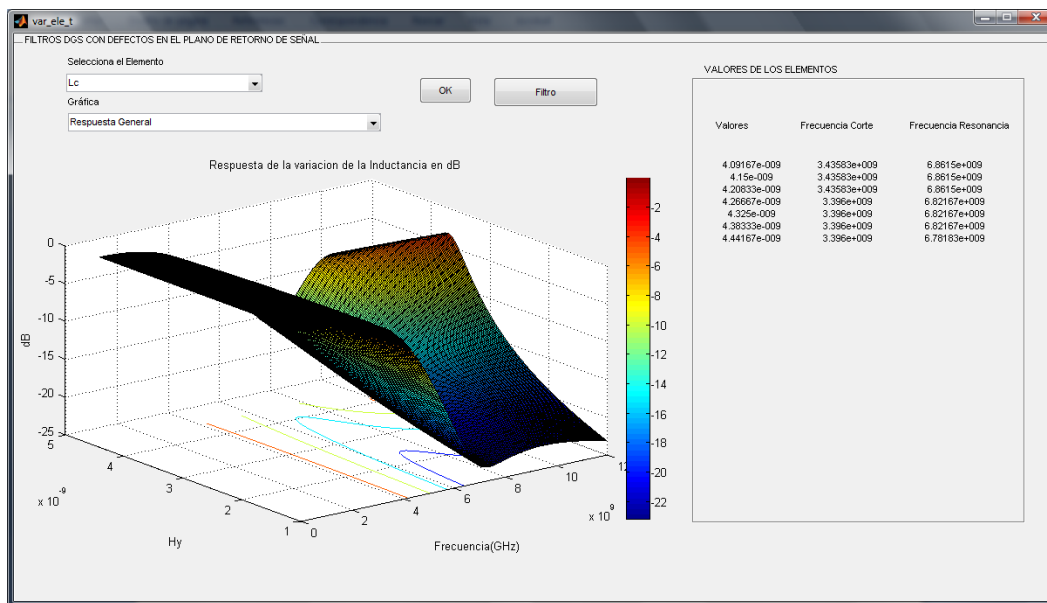 var_ele_t
FILTROS DGS CON DEFECTOS EN EL PLANO DE RETORNO DE SEÑAL
Selecciona el Elemento
Lc
OK
Filtro
Gráfica
Respuesta General
Respuesta de la variacion de la Inductancia en dB
0
-5
-10
-15
-20
-25
dB
5
4
3
2
1
x 10
-9
Hy
0
2
4
6
8
10
12
x 10
9
Frecuencia(GHz)
-2
-4
-6
-8
-10
-12
-14
-16
-18
-20
-22
VALORES DE LOS ELEMENTOS
Valores Frecuencia Corte Frecuencia Resonancia
4.09167e-009 3.43583e+009 6.8615e+009
4.15e-009 3.43583e+009 6.8615e+009
4.20833e-009 3.43583e+009 6.8615e+009
4.26667e-009 3.396e+009 6.82167e+009
4.325e-009 3.396e+009 6.82167e+009
4.38333e-009 3.396e+009 6.82167e+009
4.44167e-009 3.396e+009 6.78183e+009